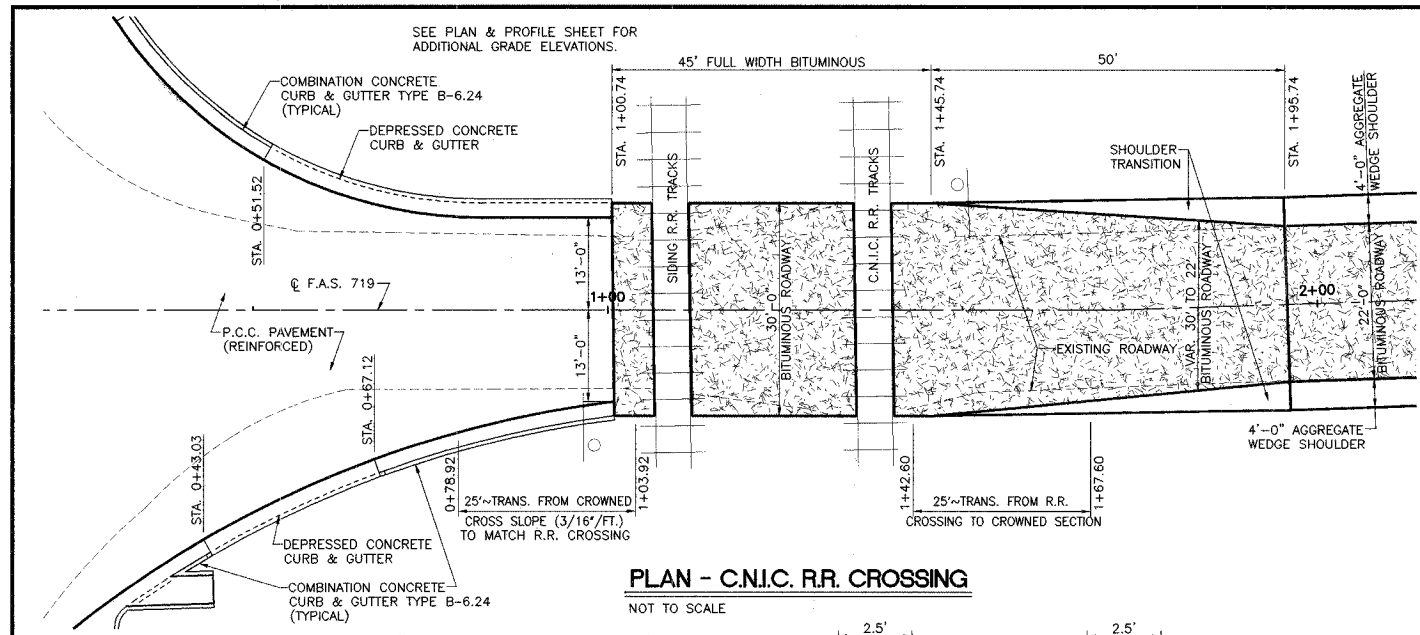 SEE PLAN & PROFILE SHEET FOR
ADDITIONAL GRADE ELEVATIONS.
COMBINATION CONCRETE
CURB & GUTTER TYPE B-6.24
(TYPICAL)
DEPRESSED CONCRETE
CURB & GUTTER
45' FULL WIDTH BITUMINOUS
50'
STA. 1+00.74
STA. 1+45.74
STA. 1+95.74
SIDING R.R. TRACKS
C.N.I.C. R.R. TRACKS
SHOULDER
TRANSITION
4'-0" AGGREGATE
WEDGE SHOULDER
STA. 0+51.52
℄ F.A.S. 719
13'-0"
1+00
13'-0"
30'-0"
BITUMINOUS ROADWAY
VAR. 30' TO 22'
BITUMINOUS ROADWAY
2+00
22'-0"
BITUMINOUS ROADWAY
P.C.C. PAVEMENT
(REINFORCED)
EXISTING ROADWAY
STA. 0+67.12
STA. 0+43.03
4'-0" AGGREGATE
WEDGE SHOULDER
0+78.92
1+03.92
25'~TRANS. FROM CROWNED
CROSS SLOPE (3/16"/FT.)
TO MATCH R.R. CROSSING
1+42.60
1+67.60
25'~TRANS. FROM R.R.
CROSSING TO CROWNED SECTION
DEPRESSED CONCRETE
CURB & GUTTER
COMBINATION CONCRETE
CURB & GUTTER TYPE B-6.24
(TYPICAL)
PLAN - C.N.I.C. R.R. CROSSING
NOT TO SCALE
2.5'
2.5'